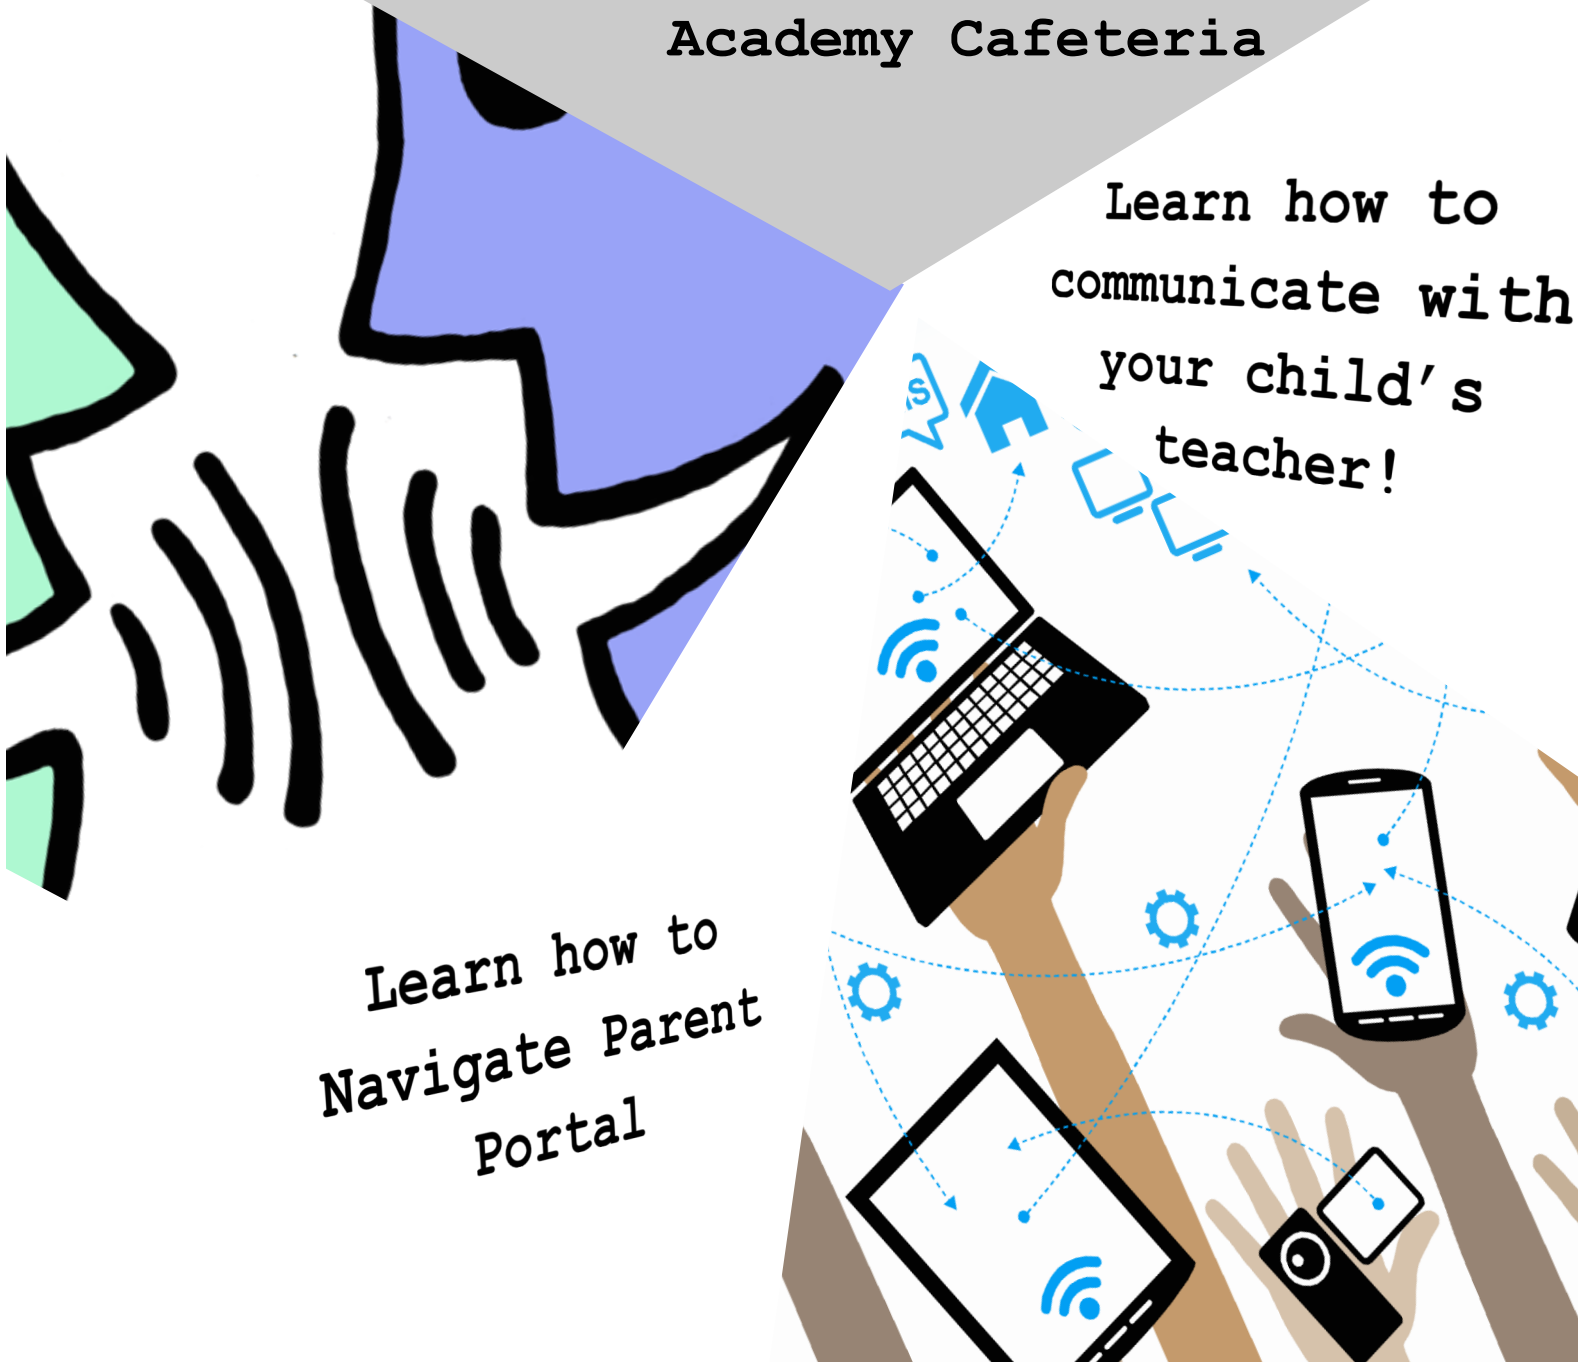 Academy Cafeteria
Learn how to
communicate with
your child's
teacher!
S
Learn how to
Navigate Parent
Portal